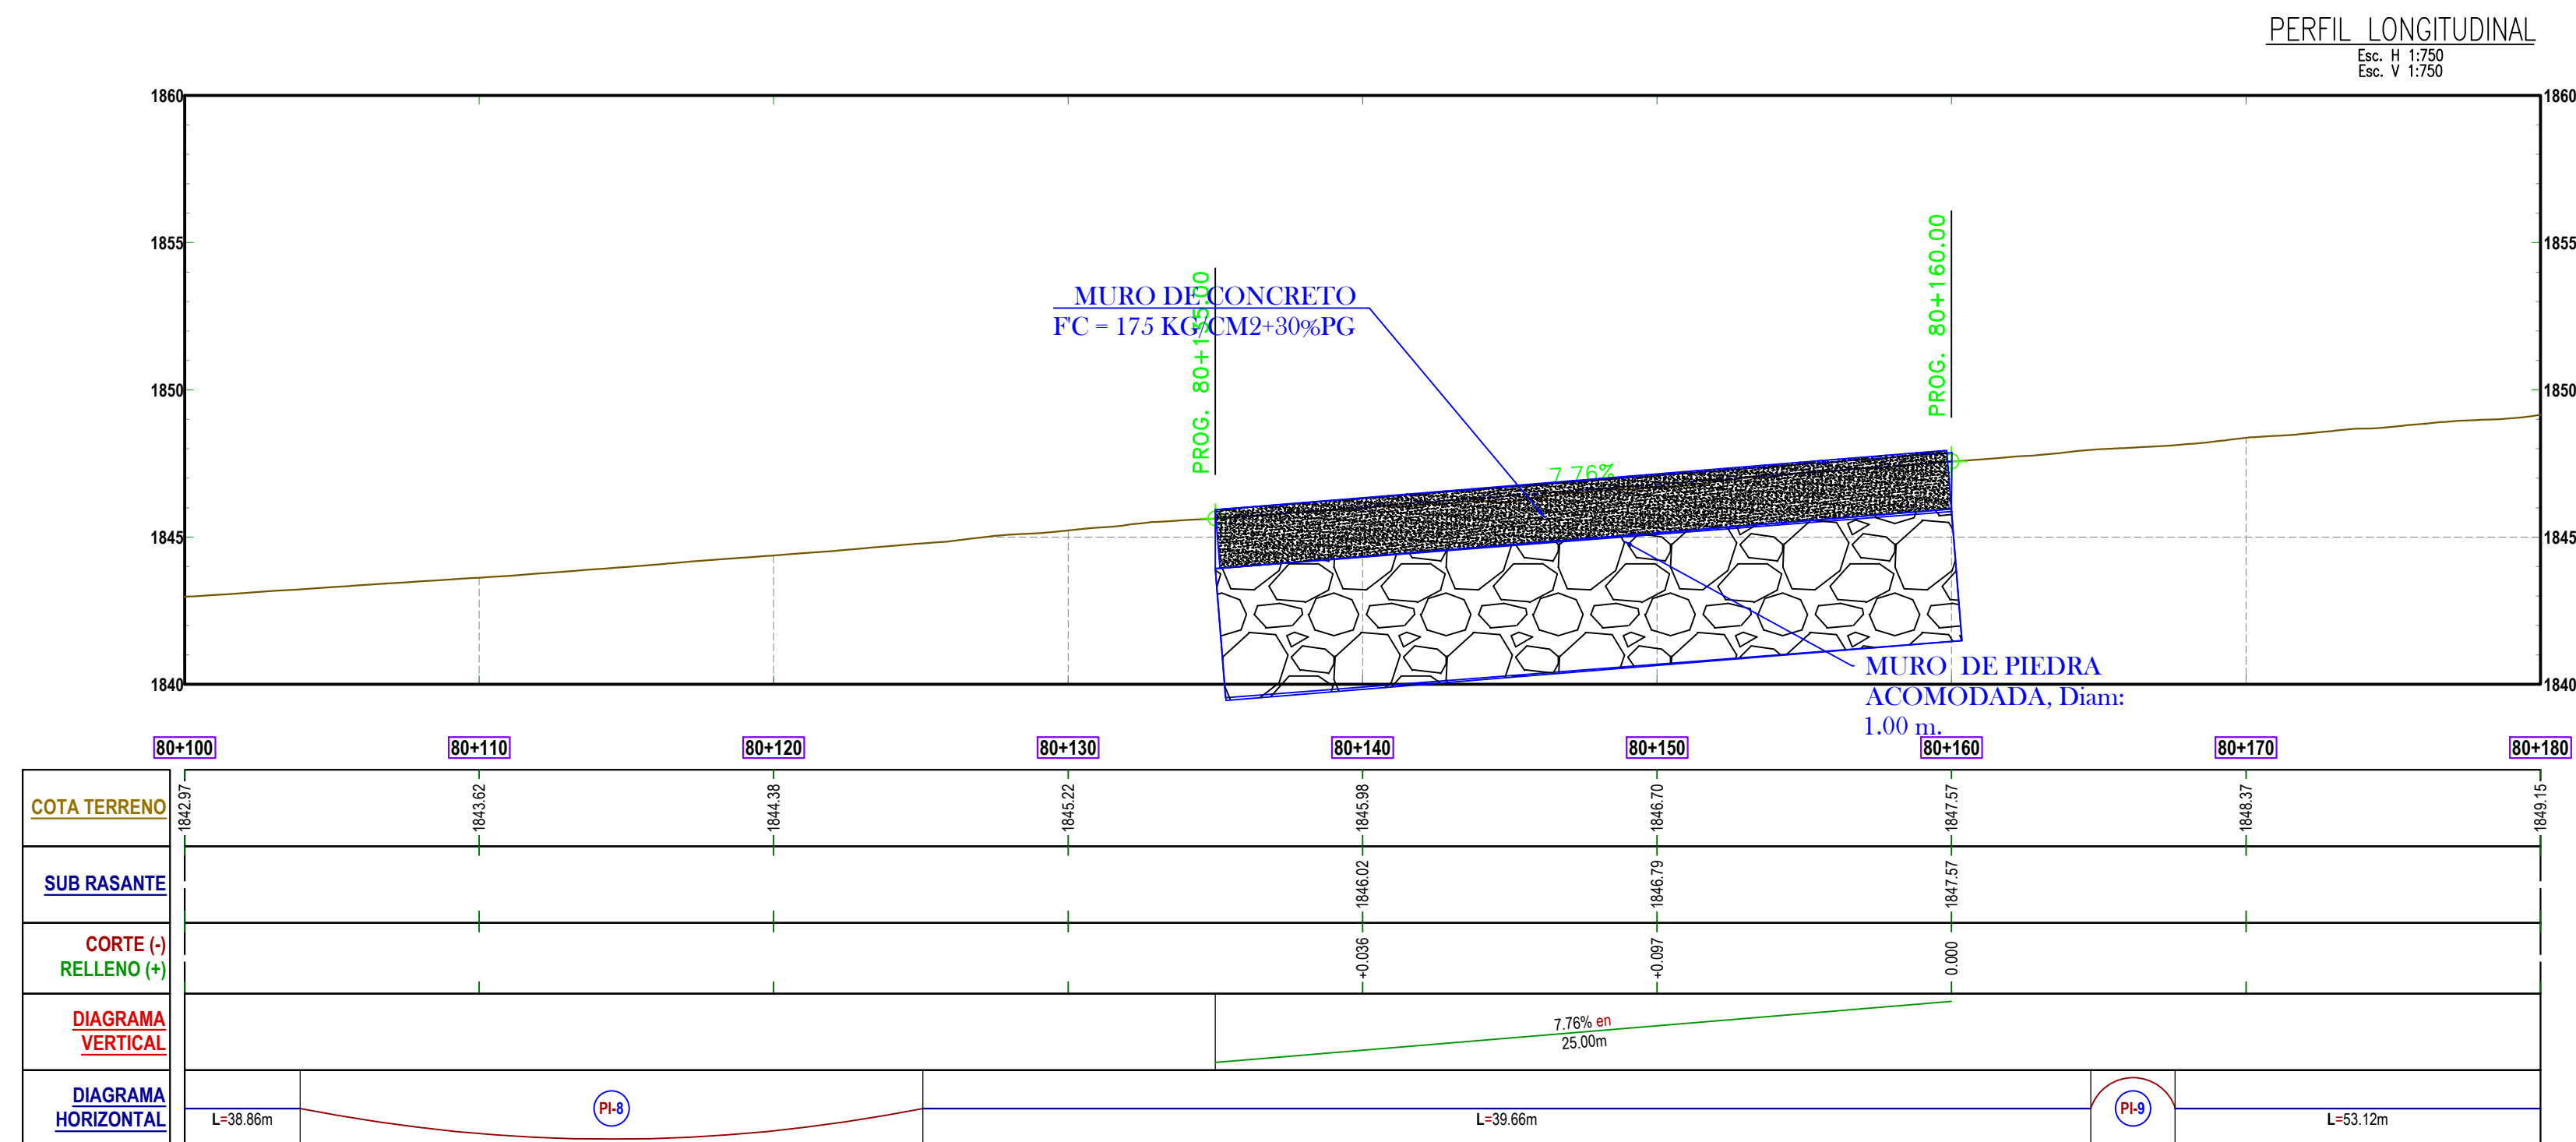 PERFIL LONGITUDINAL
Esc. H 1:750
Esc. V 1:750
1860
1860
1855
1855
1850
1850
1845
1845
1840
1840
PROG. 80+135.00
PROG. 80+160.00
MURO DE CONCRETO
F'C = 175 KG/CM2+30%PG
7.76%
MURO DE PIEDRA
ACOMODADA, Diam:
1.00 m.
80+100
80+110
80+120
80+130
80+140
80+150
80+160
80+170
80+180
COTA TERRENO
1842.97
1843.62
1844.38
1845.22
1845.98
1846.70
1847.57
1848.37
1849.15
SUB RASANTE
1846.02
1846.79
1847.57
CORTE (-)
RELLENO (+)
+0.036
+0.097
0.000
DIAGRAMA
VERTICAL
7.76% en
25.00m
DIAGRAMA
HORIZONTAL
L=38.86m
PI-8
L=39.66m
PI-9
L=53.12m